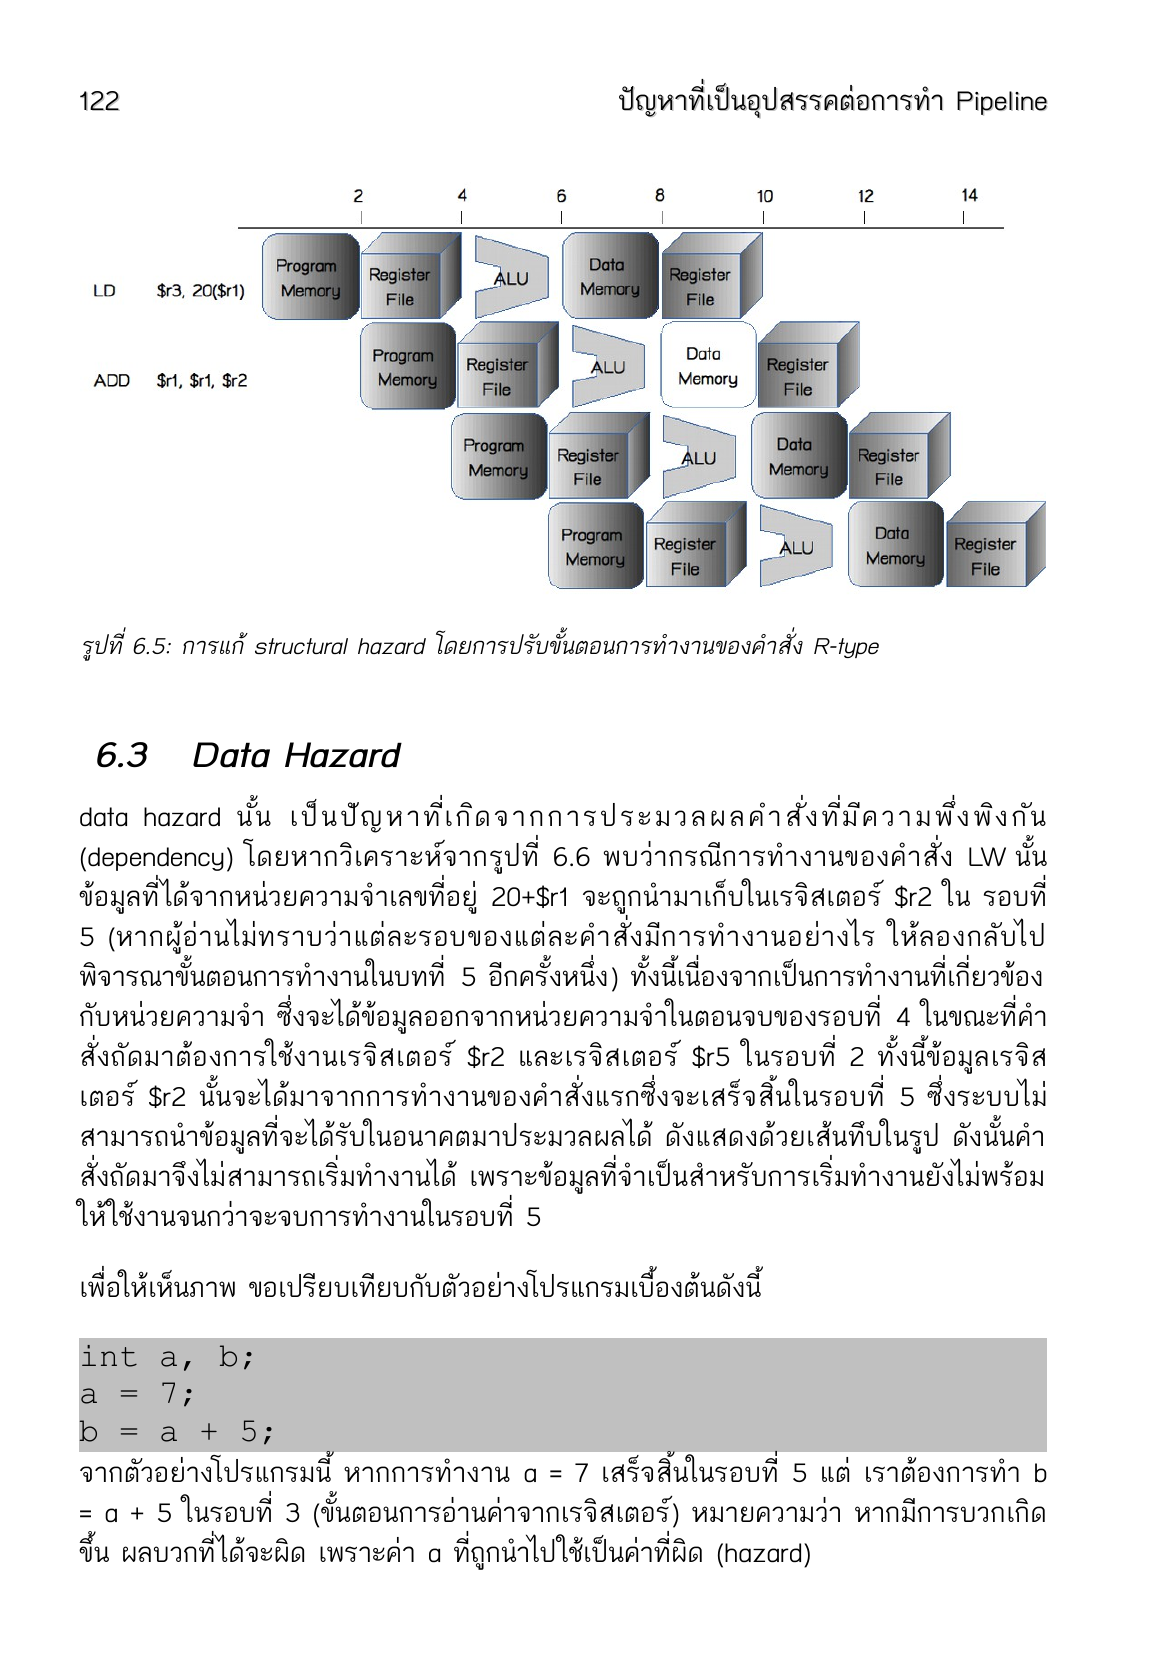 122 ปัญหาที่เป็นอุปสรรคต่อการทำ Pipeline
2 4 6 8 10 12 14
LD $r3, 20($r1) Program Memory Register File ALU Data Memory Register File
ADD $r1, $r1, $r2 Program Memory Register File ALU Data Memory Register File
Program Memory Register File ALU Data Memory Register File
Program Memory Register File ALU Data Memory Register File
รูปที่ 6.5: การแก้ structural hazard โดยการปรับขั้นตอนการทำงานของคำสั่ง R-type
6.3 Data Hazard
data hazard นั้น เป็นปัญหาที่เกิดจากการประมวลผลคำสั่งที่มีความพึ่งพิงกัน
(dependency) โดยหากวิเคราะห์จากรูปที่ 6.6 พบว่ากรณีการทำงานของคำสั่ง LW นั้น
ข้อมูลที่ได้จากหน่วยความจำเลขที่อยู่ 20+$r1 จะถูกนำมาเก็บในเรจิสเตอร์ $r2 ใน รอบที่
5 (หากผู้อ่านไม่ทราบว่าแต่ละรอบของแต่ละคำสั่งมีการทำงานอย่างไร ให้ลองกลับไป
พิจารณาขั้นตอนการทำงานในบทที่ 5 อีกครั้งหนึ่ง) ทั้งนี้เนื่องจากเป็นการทำงานที่เกี่ยวข้อง
กับหน่วยความจำ ซึ่งจะได้ข้อมูลออกจากหน่วยความจำในตอนจบของรอบที่ 4 ในขณะที่คำ
สั่งถัดมาต้องการใช้งานเรจิสเตอร์ $r2 และเรจิสเตอร์ $r5 ในรอบที่ 2 ทั้งนี้ข้อมูลเรจิส
เตอร์ $r2 นั้นจะได้มาจากการทำงานของคำสั่งแรกซึ่งจะเสร็จสิ้นในรอบที่ 5 ซึ่งระบบไม่
สามารถนำข้อมูลที่จะได้รับในอนาคตมาประมวลผลได้ ดังแสดงด้วยเส้นทึบในรูป ดังนั้นคำ
สั่งถัดมาจึงไม่สามารถเริ่มทำงานได้ เพราะข้อมูลที่จำเป็นสำหรับการเริ่มทำงานยังไม่พร้อม
ให้ใช้งานจนกว่าจะจบการทำงานในรอบที่ 5
เพื่อให้เห็นภาพ ขอเปรียบเทียบกับตัวอย่างโปรแกรมเบื้องต้นดังนี้
int a, b;
a = 7;
b = a + 5;
จากตัวอย่างโปรแกรมนี้ หากการทำงาน a = 7 เสร็จสิ้นในรอบที่ 5 แต่ เราต้องการทำ b
= a + 5 ในรอบที่ 3 (ขั้นตอนการอ่านค่าจากเรจิสเตอร์) หมายความว่า หากมีการบวกเกิด
ขึ้น ผลบวกที่ได้จะผิด เพราะค่า a ที่ถูกนำไปใช้เป็นค่าที่ผิด (hazard)